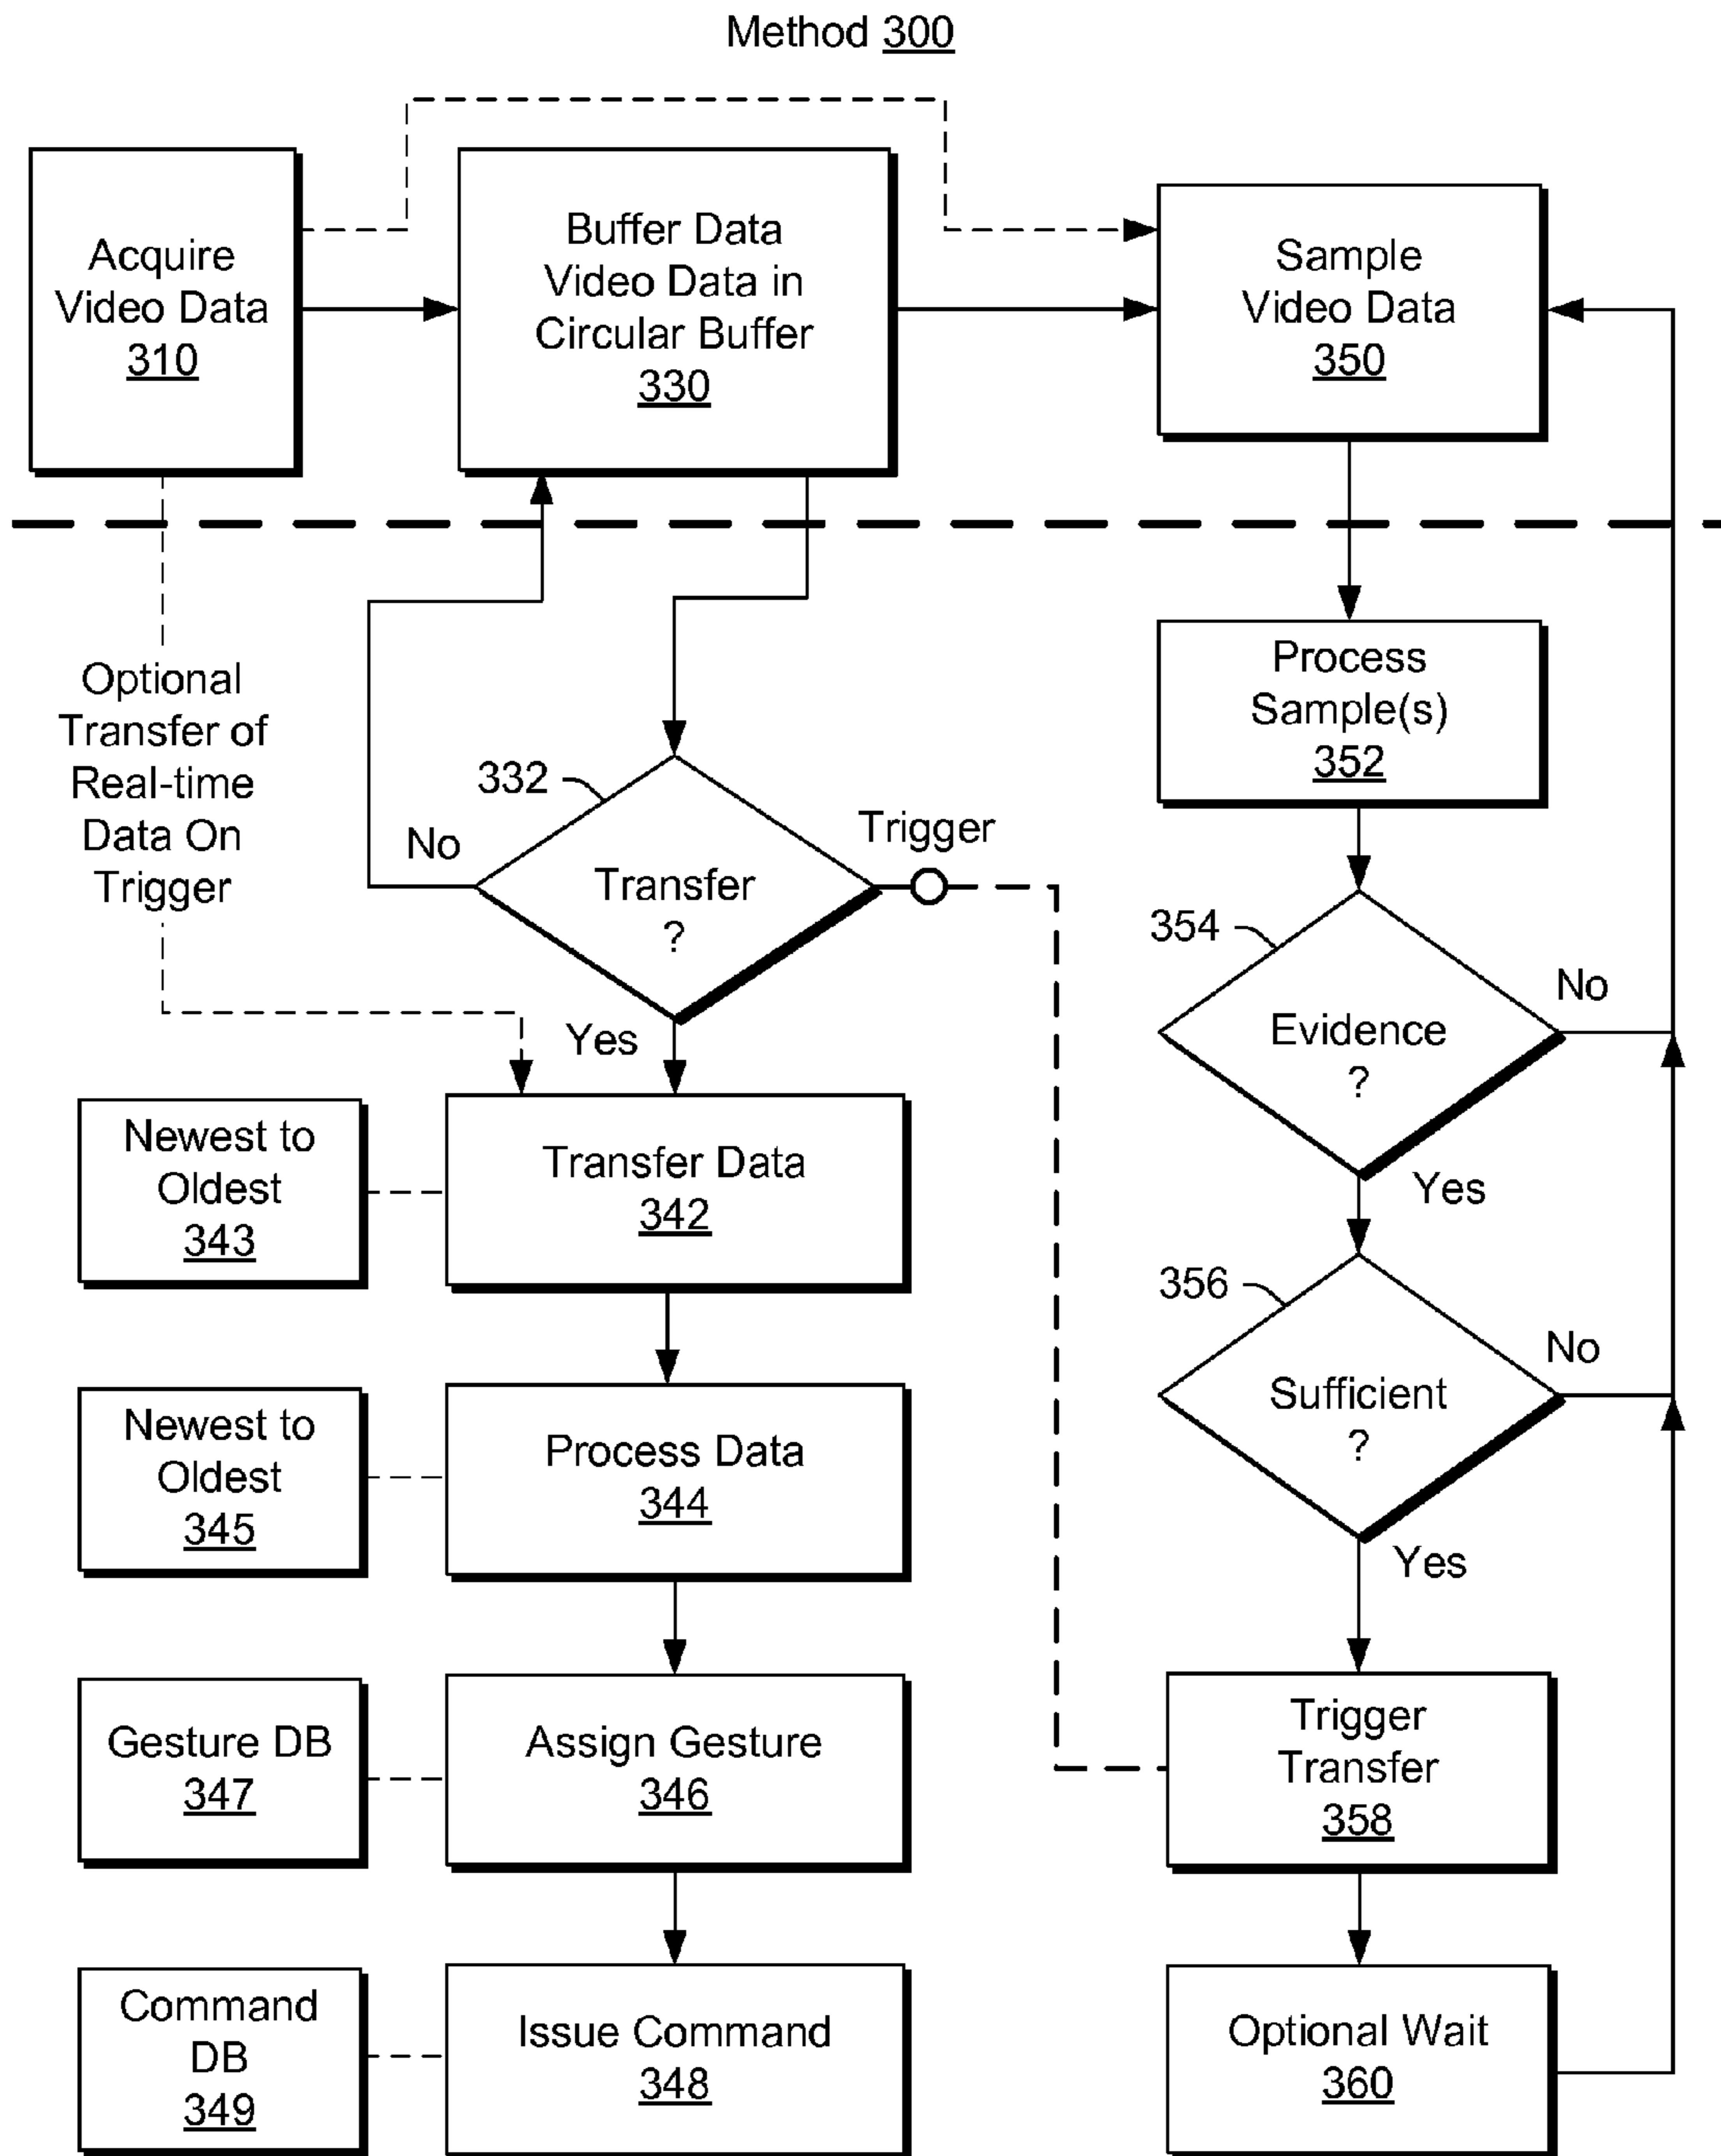 Method 300
Acquire
Video Data
310
Buffer Data
Video Data in
Circular Buffer
330
Sample
Video Data
350
Optional
Transfer of
Real-time
Data On
Trigger
332
No
Transfer
?
Trigger
Yes
Process
Sample(s)
352
354
No
Evidence
?
Yes
Newest to
Oldest
343
Transfer Data
342
356
No
Sufficient
?
Yes
Newest to
Oldest
345
Process Data
344
Gesture DB
347
Assign Gesture
346
Trigger
Transfer
358
Command
DB
349
Issue Command
348
Optional Wait
360